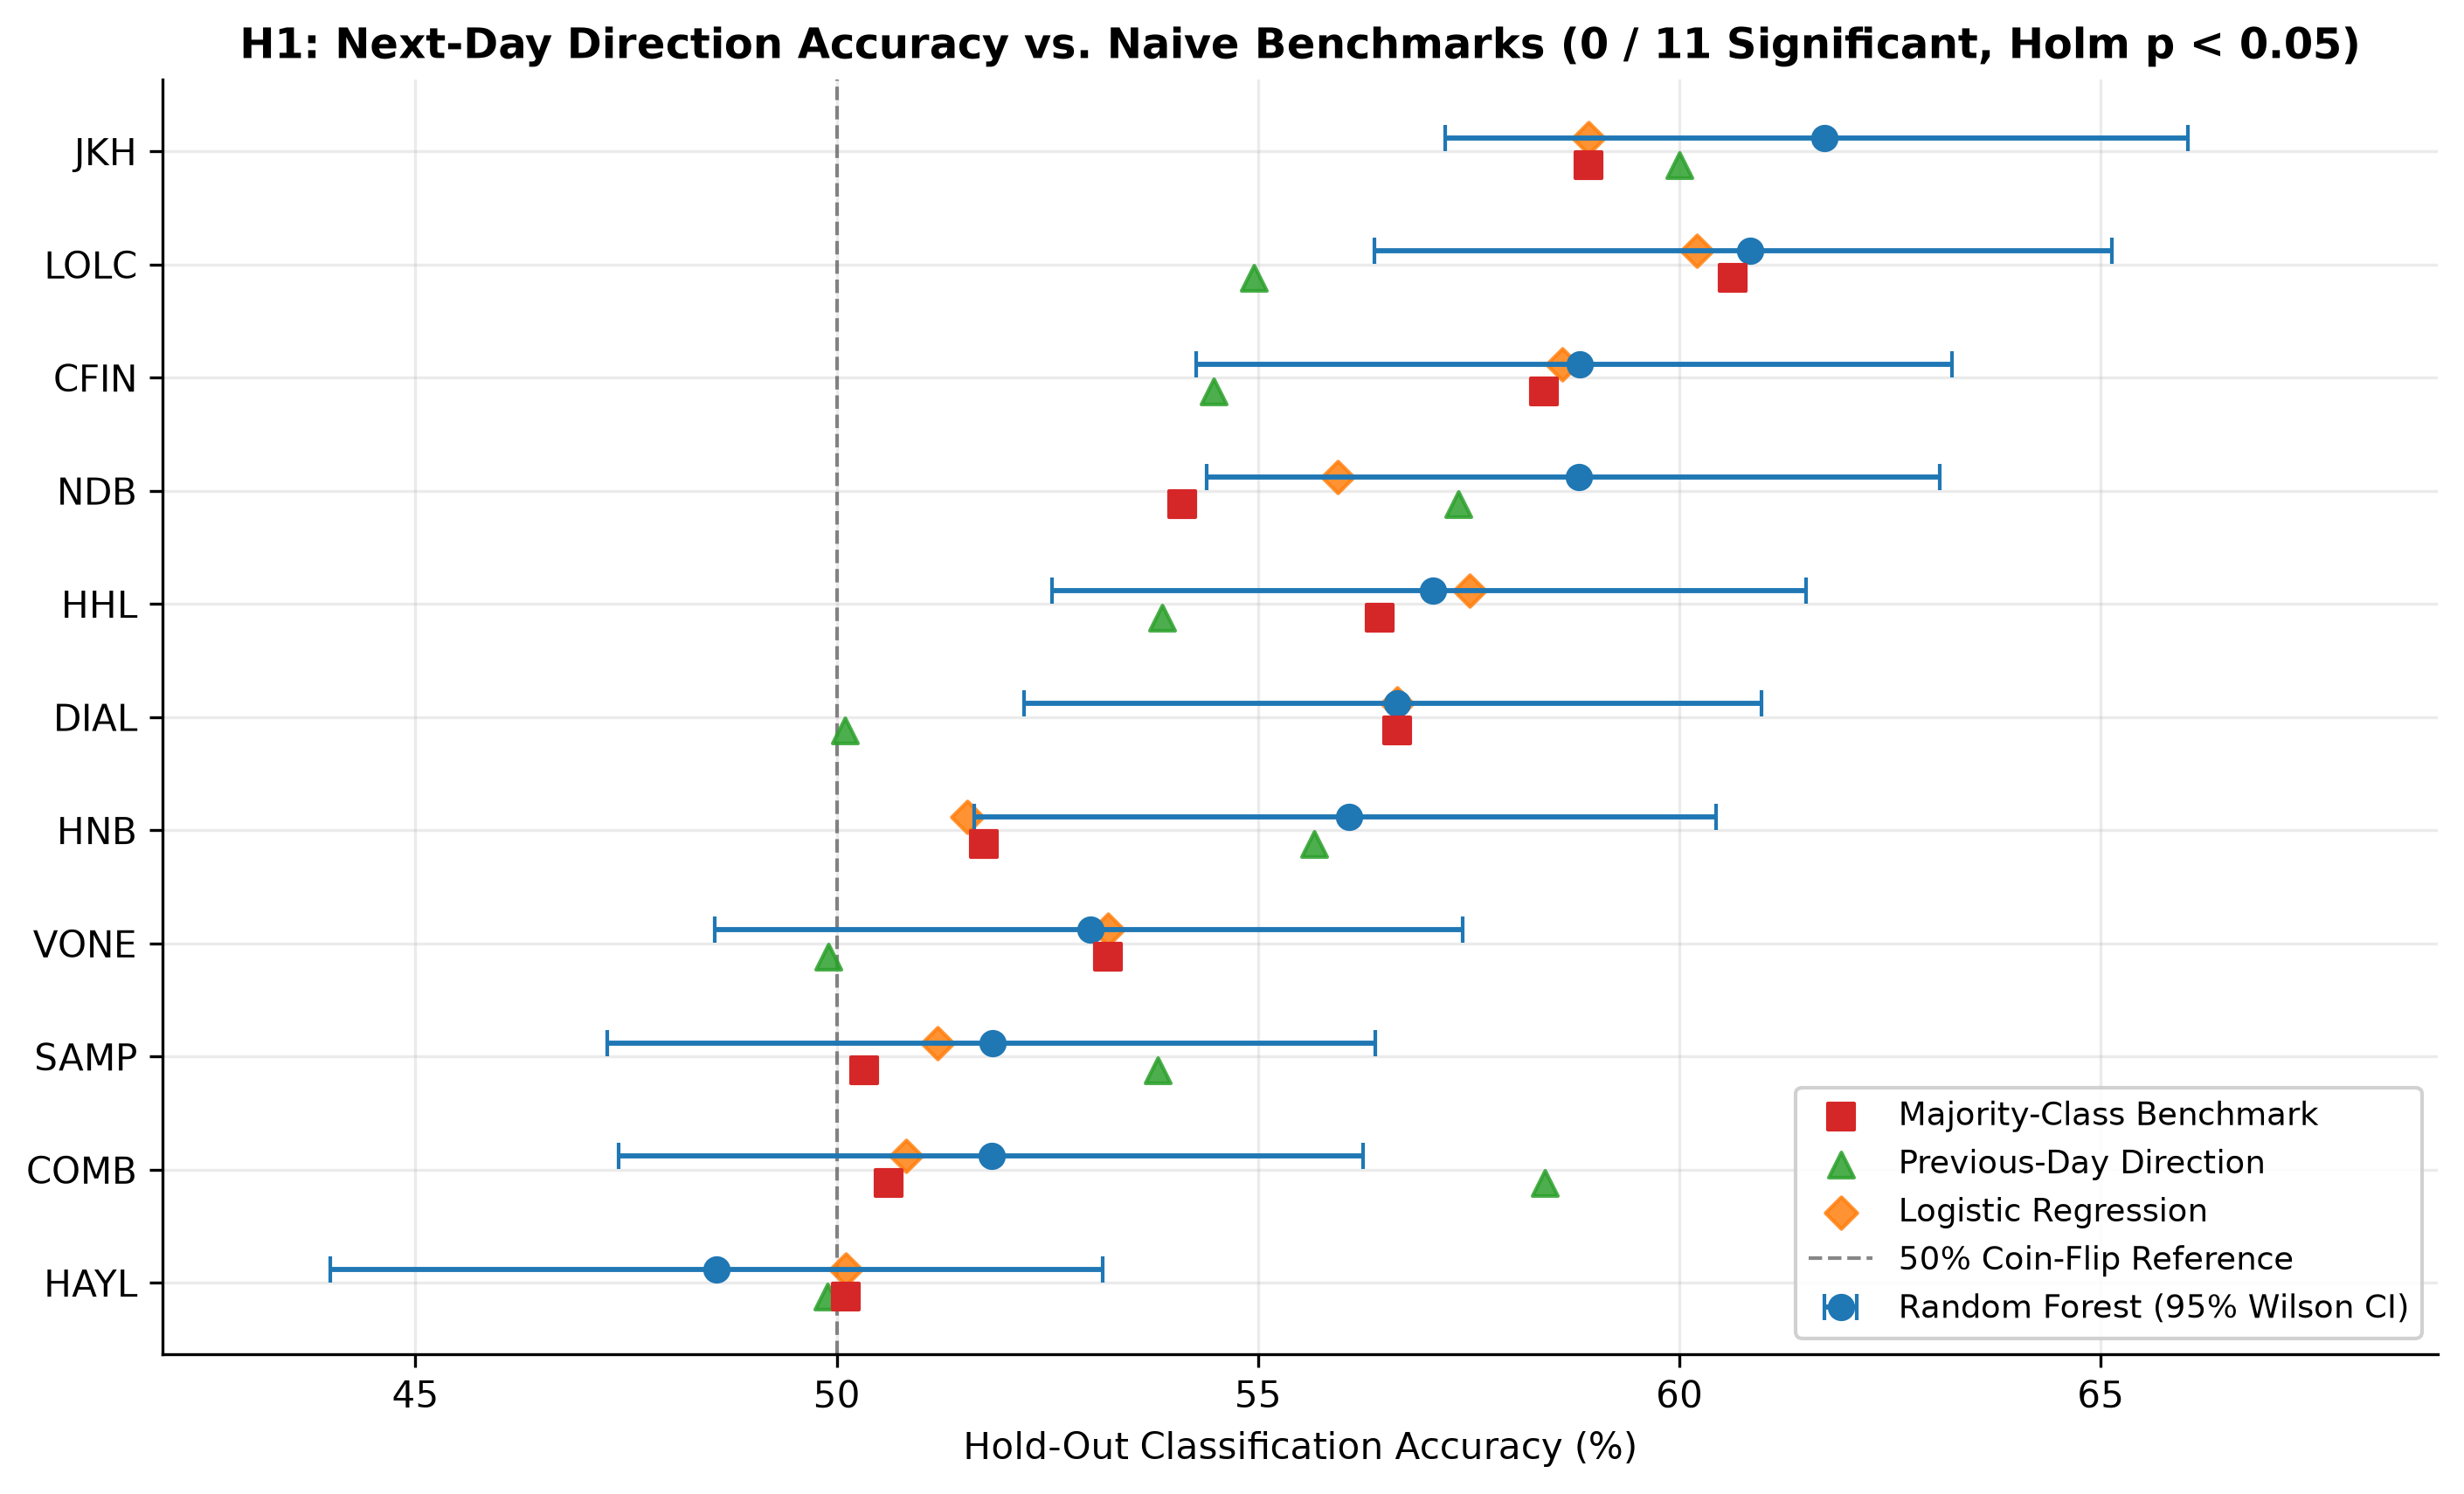 H1: Next-Day Direction Accuracy vs. Naive Benchmarks (0 / 11 Significant, Holm p < 0.05)
JKH
LOLC
CFIN
NDB
HHL
DIAL
HNB
VONE
SAMP
COMB
HAYL
Majority-Class Benchmark
Previous-Day Direction
Logistic Regression
50% Coin-Flip Reference
Random Forest (95% Wilson CI)
45 50 55 60 65
Hold-Out Classification Accuracy (%)